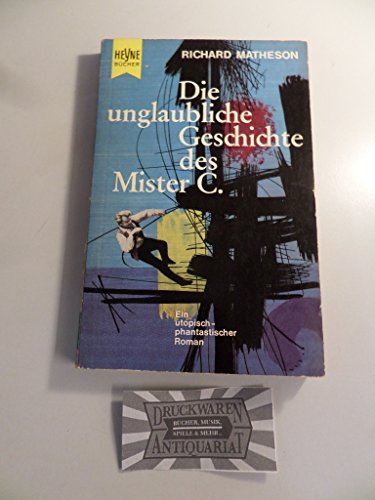 HEYNE
BÜCHER
RICHARD MATHESON
Die
unglaubliche
Geschichte
des
Mister C.
Ein
utopisch-
phantastischer
Roman
DRUCKWAREN
BÜCHER, MUSIK,
SPIELE & MEHR...
ANTIQUARIAT